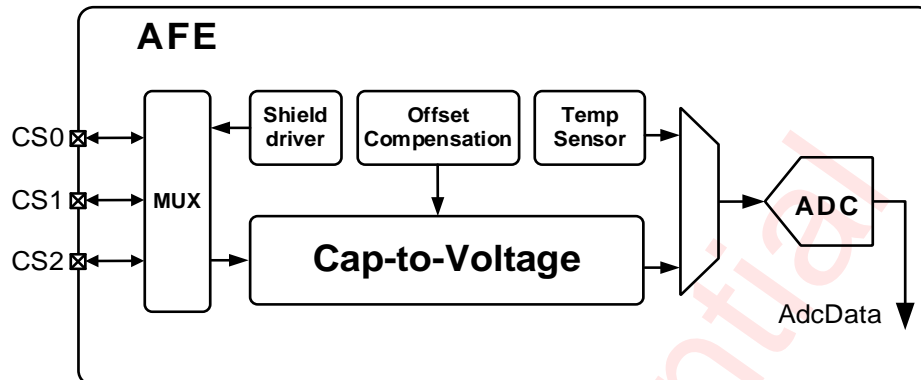 AFE
Shield
driver
Offset
Compensation
Temp
Sensor
CS0
CS1
CS2
MUX
Cap-to-Voltage
ADC
AdcData